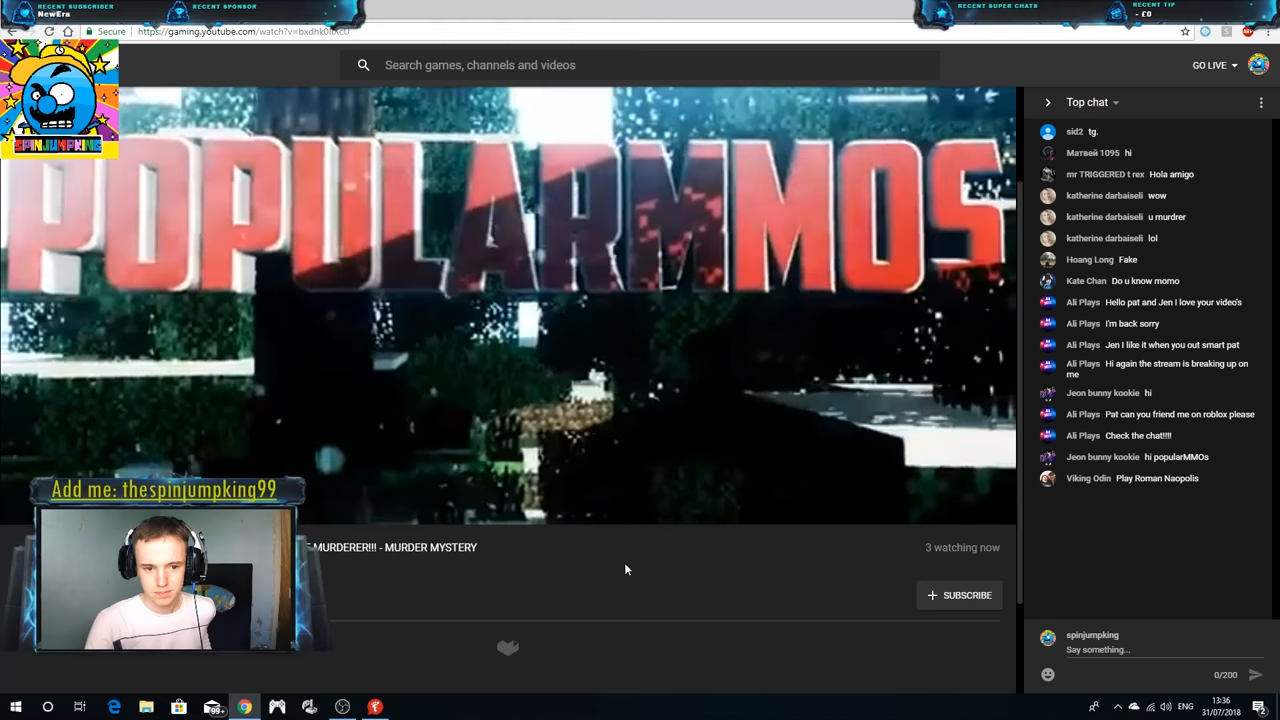 RECENT SUBSCRIBER
NewEra
RECENT SPONSOR
RECENT SUPER CHATS
RECENT TIP
- £0
Secure
https://gaming.youtube.com/watch?v=bxdhk0lIXcU
SPINJUMPKING
Search games, channels and videos
GO LIVE
POPULARMMOS
Top chat
sid2 tg.
Матвей 1095 hi
mr TRIGGERED t rex Hola amigo
katherine darbaiseli wow
katherine darbaiseli u murdrer
katherine darbaiseli lol
Hoang Long Fake
Kate Chan Do you know momo
Ali Plays Hello pat and Jen I love your video's
Ali Plays I'm back sorry
Ali Plays Jen I like it when you out smart pat
Ali Plays Hi again the stream is breaking up on
me
Jeon bunny kookie hi
Ali Plays Pat can you friend me on roblox please
Ali Plays Check the chat!!!!
Jeon bunny kookie hi popularMMOs
Viking Odin Play Roman Naopolis
Add me: thespinjumpking99
MURDERER!!! - MURDER MYSTERY
3 watching now
+ SUBSCRIBE
spinjumpking
Say something...
0/200
99+
ENG
13:36
31/07/2018
2